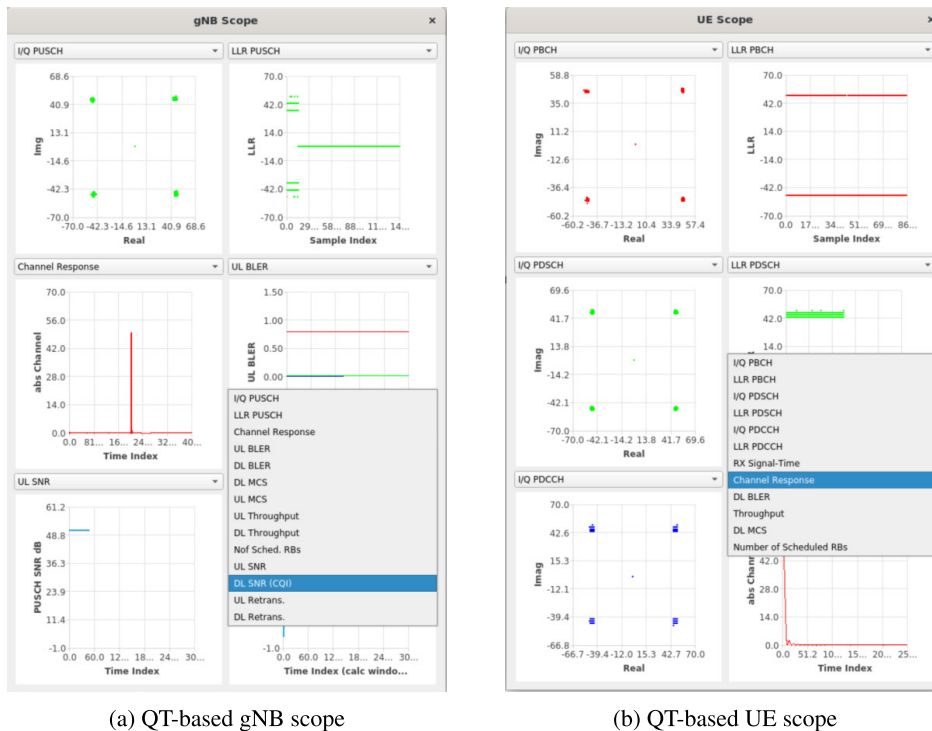 gNB Scope ×
I/Q PUSCH
LLR PUSCH
68.6
40.9
13.1
-14.6
-42.3
-70.0
Img
-70.0 -42.3 -14.6 13.1 40.9 68.6
Real
70.0
42.0
14.0
-14.0
-42.0
-70.0
LLR
0.0 29... 58... 88... 11... 14...
Sample Index
Channel Response
UL BLER
70.0
56.0
42.0
28.0
14.0
0.0
abs Channel
0.0 81... 16... 24... 32... 40...
Time Index
1.50
1.00
0.50
0.00
UL BLER
I/Q PUSCH
LLR PUSCH
Channel Response
UL BLER
DL BLER
DL MCS
UL MCS
UL Throughput
DL Throughput
Nof Sched. RBs
UL SNR
DL SNR (CQI)
UL Retrans.
DL Retrans.
UL SNR
61.2
48.8
36.3
23.9
11.4
-1.0
PUSCH SNR dB
0.0 60.0 12... 18... 24... 30...
Time Index
-1.0
0.0 60.0 12... 18... 24... 30...
Time Index (calc windo...
(a) QT-based gNB scope
UE Scope ×
I/Q PBCH
LLR PBCH
58.8
35.0
11.2
-12.6
-36.4
-60.2
Imag
-60.2 -36.7 -13.2 10.4 33.9 57.4
Real
70.0
42.0
14.0
-14.0
-42.0
-70.0
LLR
0.0 17... 34... 51... 69... 86...
Sample Index
I/Q PDSCH
LLR PDSCH
69.6
41.7
13.8
-14.2
-42.1
-70.0
Imag
-70.0 -42.1 -14.2 13.8 41.7 69.6
Real
70.0
42.0
14.0
I/Q PBCH
LLR PBCH
I/Q PDSCH
LLR PDSCH
I/Q PDCCH
LLR PDCCH
RX Signal-Time
Channel Response
DL BLER
Throughput
DL MCS
Number of Scheduled RBs
I/Q PDCCH
70.0
42.6
15.3
-12.1
-39.4
-66.8
Imag
-66.7 -39.4 -12.0 15.3 42.7 70.0
Real
42.0
28.0
14.0
0.0
0.0 51.2 10... 15... 20... 25...
Time Index
(b) QT-based UE scope